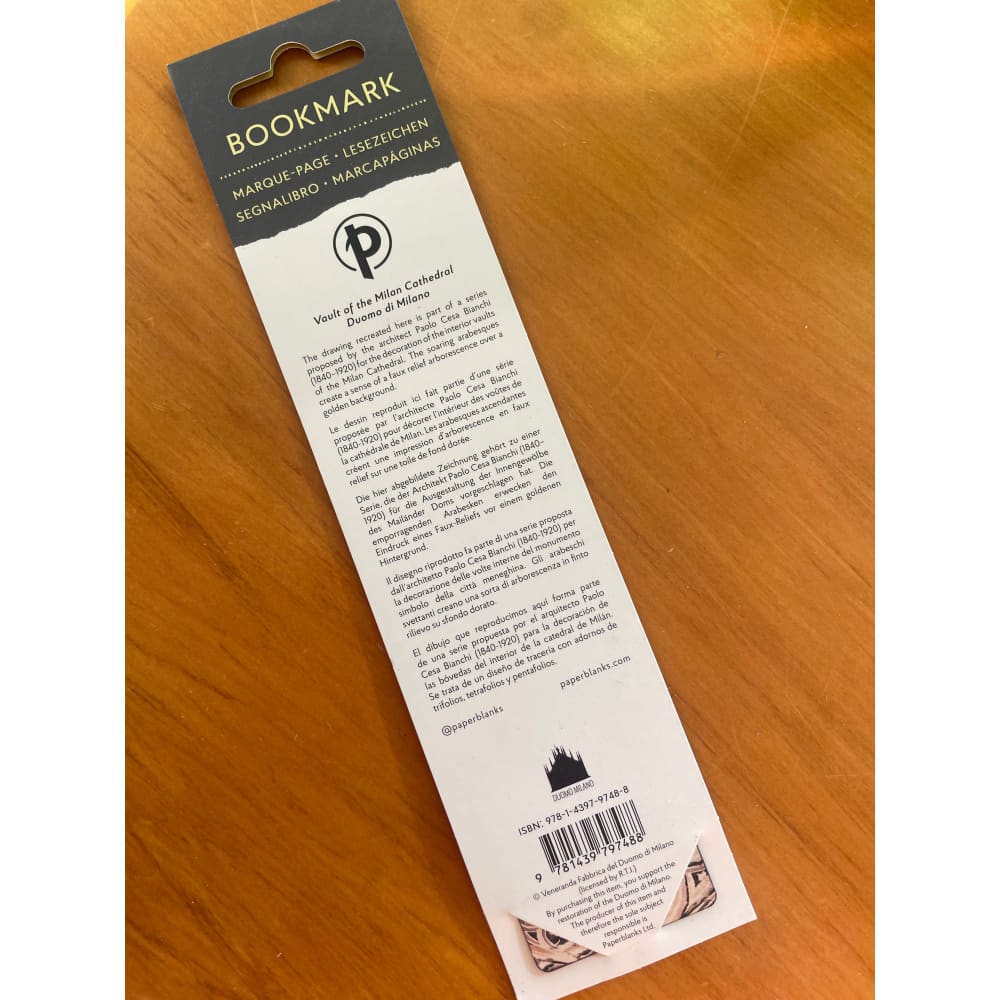 BOOKMARK
MARQUE-PAGE • LESEZEICHEN
SEGNALIBRO • MARCAPÁGINAS
p
Vault of the Milan Cathedral
Duomo di Milano
The drawing recreated here is part of a series
proposed by the architect Paolo Cesa Bianchi
(1840–1920) for the decoration of the interior vaults
of the Milan Cathedral. The soaring arabesques
create a sense of a faux relief arborescence over a
golden background.
Le dessin reproduit ici fait partie d'une série
proposée par l'architecte Paolo Cesa Bianchi
(1840-1920) pour décorer l'intérieur des voûtes de
la cathédrale de Milan. Les arabesques ascendantes
créent une impression d'arborescence en faux
relief sur une toile de fond dorée.
Die hier abgebildete Zeichnung gehört zu einer
Serie, die der Architekt Paolo Cesa Bianchi (1840–
1920) für die Ausgestaltung der Innengewölbe
des Mailänder Doms vorgeschlagen hat. Die
emporragenden Arabesken erwecken den
Eindruck eines Faux-Reliefs vor einem goldenen
Hintergrund.
Il disegno riprodotto fa parte di una serie proposta
dall'architetto Paolo Cesa Bianchi (1840-1920) per
la decorazione delle volte interne del monumento
simbolo della città meneghina. Gli arabeschi
svettanti creano una sorta di arborescenza in finto
rilievo su sfondo dorato.
El dibujo que reproducimos aquí forma parte
de una serie propuesta por el arquitecto Paolo
Cesa Bianchi (1840-1920) para la decoración de
las bóvedas del interior de la catedral de Milán.
Se trata de un diseño de tracería con adornos de
trifolios, tetrafolios y pentafolios.
@paperblanks paperblanks.com
DUOMO MILANO
ISBN: 978-1-4397-9748-8
9 781439 797488
© Veneranda Fabbrica del Duomo di Milano
(licensed by R.T.I.)
By purchasing this item, you support the
restoration of the Duomo di Milano.
The producer of this item and
therefore the sole subject
responsible is
Paperblanks Ltd.